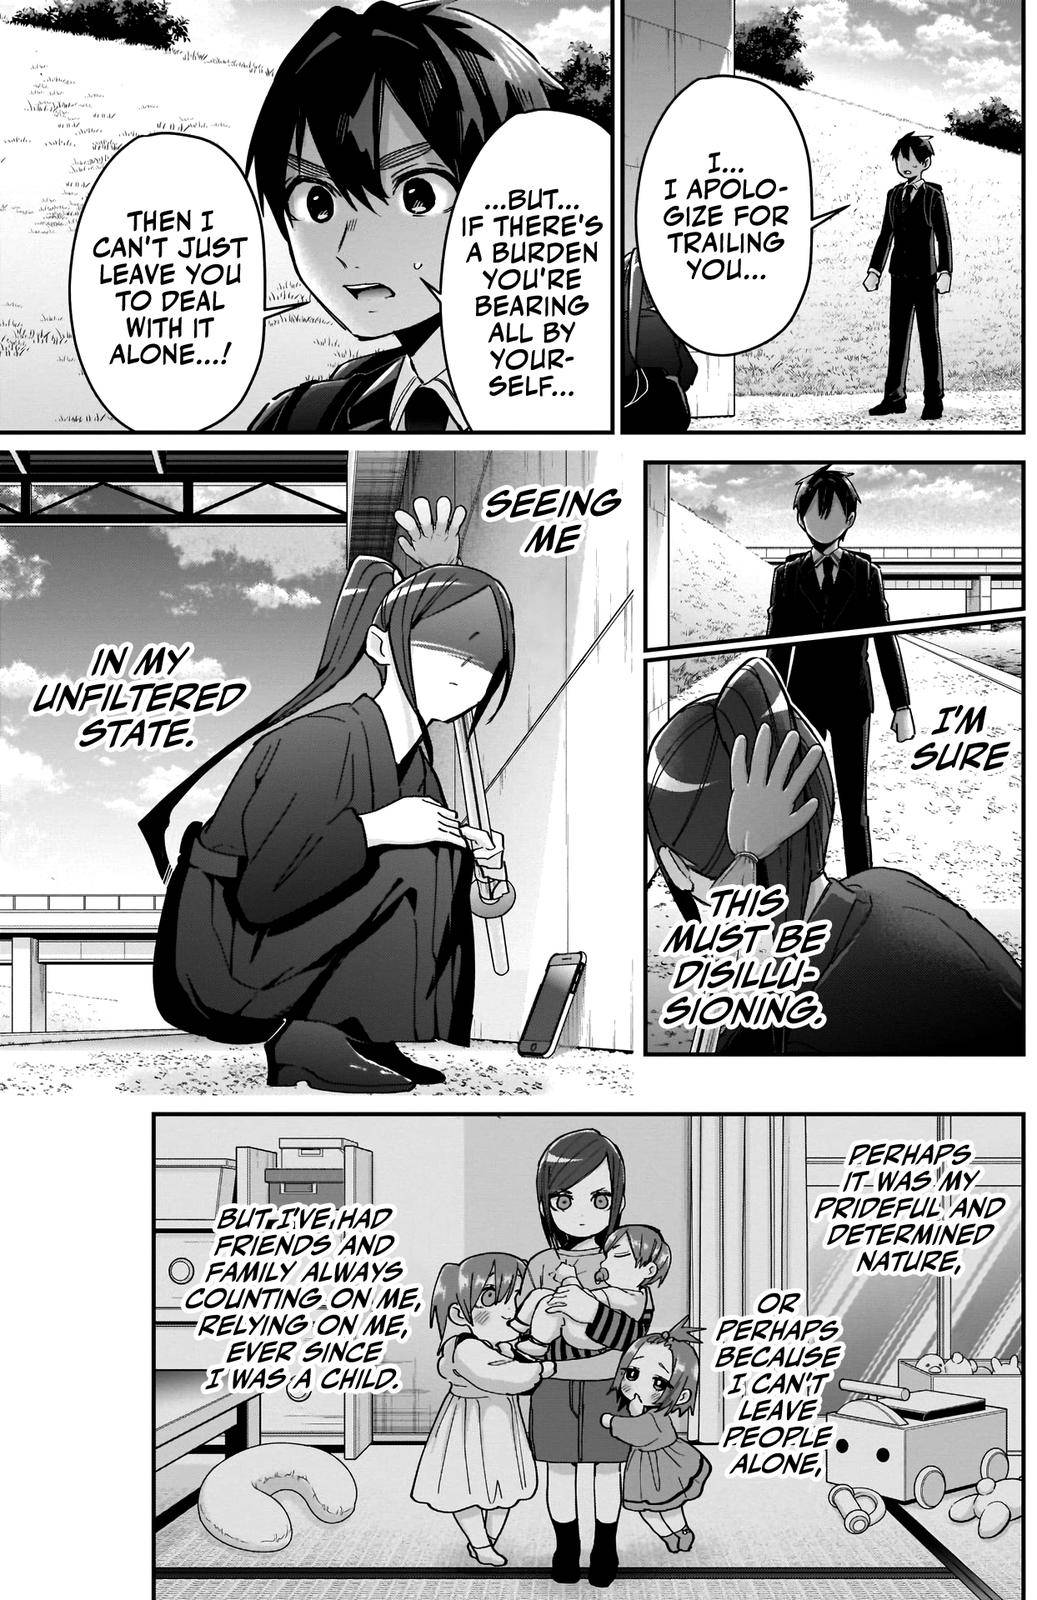 I...
I APOLO-
GIZE FOR
TRAILING
YOU...
...BUT...
IF THERE'S
A BURDEN
YOU'RE
BEARING
ALL BY
YOUR-
SELF...
THEN I
CAN'T JUST
LEAVE YOU
TO DEAL
WITH IT
ALONE...!
I'M
SURE
THIS
MUST BE
DISILLU-
SIONING.
SEEING
ME
IN MY
UNFILTERED
STATE.
PERHAPS
IT WAS MY
PRIDEFUL AND
DETERMINED
NATURE,
OR
PERHAPS
BECAUSE
I CAN'T
LEAVE
PEOPLE
ALONE,
BUT I'VE HAD
FRIENDS AND
FAMILY ALWAYS
COUNTING ON ME,
RELYING ON ME,
EVER SINCE
I WAS A CHILD.